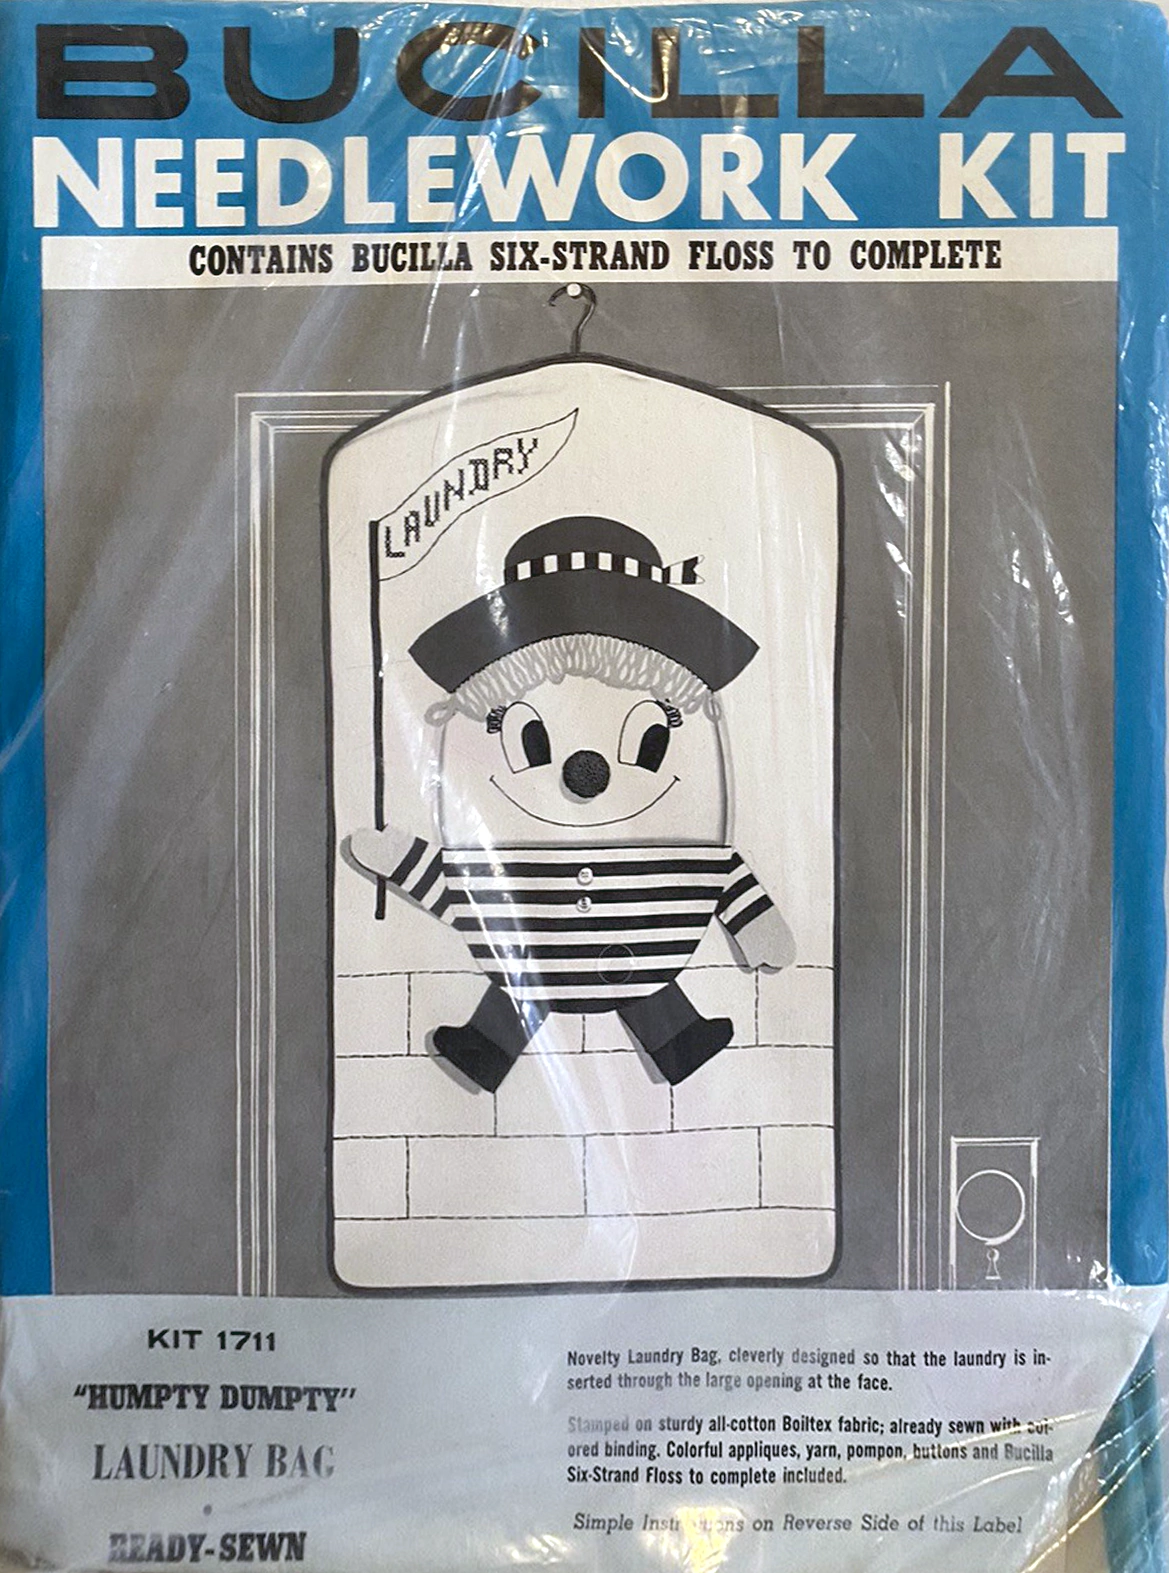 BUCILLA
NEEDLEWORK KIT
CONTAINS BUCILLA SIX-STRAND FLOSS TO COMPLETE
LAUNDRY
KIT 1711
"HUMPTY DUMPTY"
LAUNDRY BAG
READY-SEWN
Novelty Laundry Bag, cleverly designed so that the laundry is in-
serted through the large opening at the face.
Stamped on sturdy all-cotton Boiltex fabric; already sewn with col-
ored binding. Colorful appliques, yarn, pompon, buttons and Bucilla
Six-Strand Floss to complete included.
Simple Instructions on Reverse Side of this Label